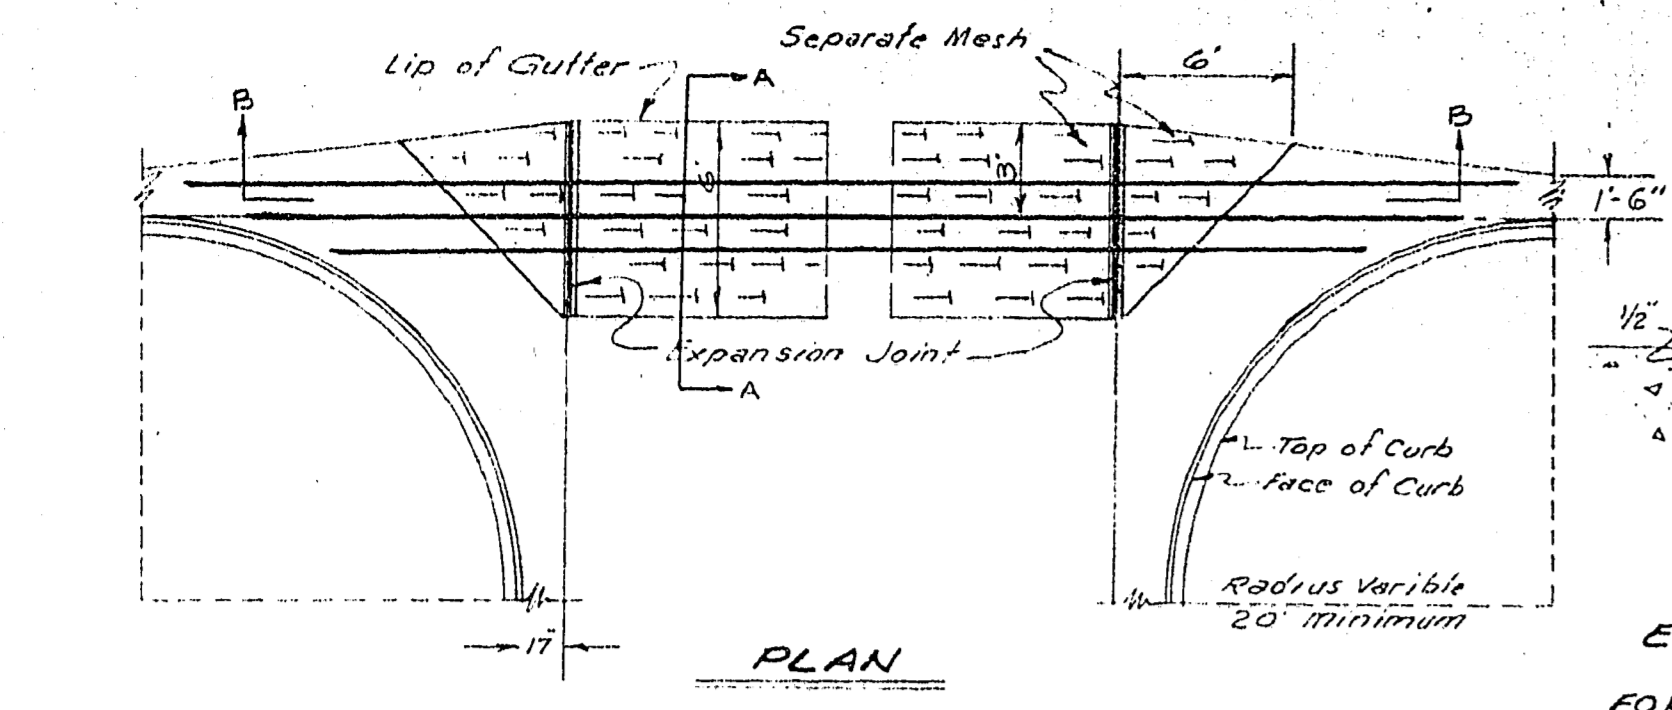 Separate Mesh
Lip of Gutter
A
6'
B
B
6'
3'
1'-6"
Expansion Joint
1/2"
A
Top of Curb
Face of Curb
Radius Varible
20' Minimum
17"
PLAN
E